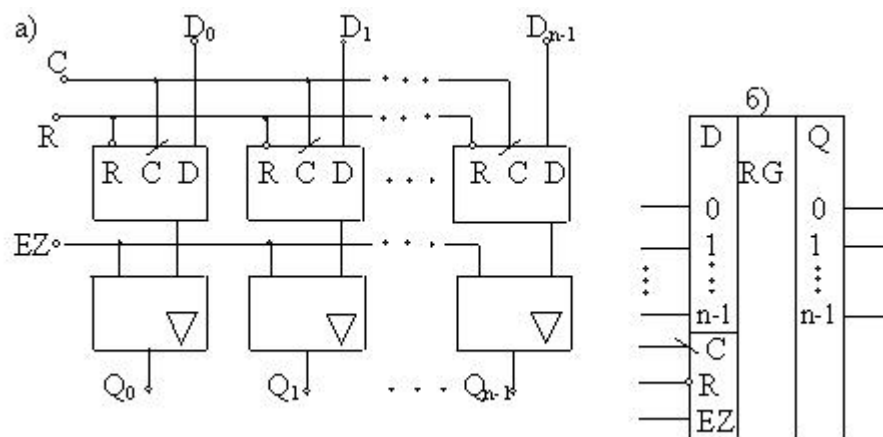 а) D₀ D₁ Dₙ₋₁
C
R
R C D R C D R C D
EZ
Q₀ Q₁ Qₙ₋₁
б)
D Q
RG
0 0
1 1
n-1 n-1
C
R
EZ